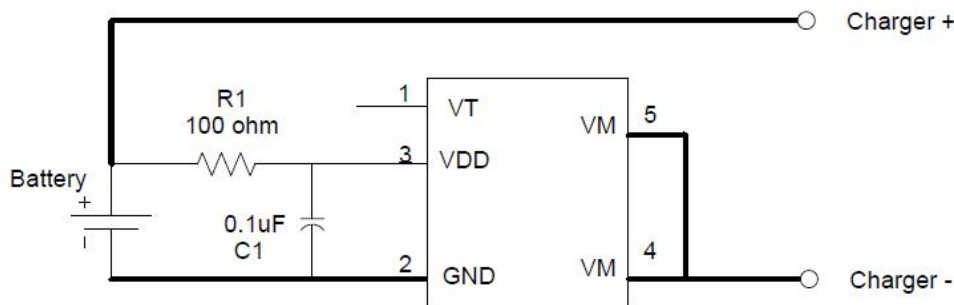 Charger +
R1
100 ohm
1
VT
VM
5
3
VDD
Battery
+
-
0.1uF
C1
2
GND
VM
4
Charger -